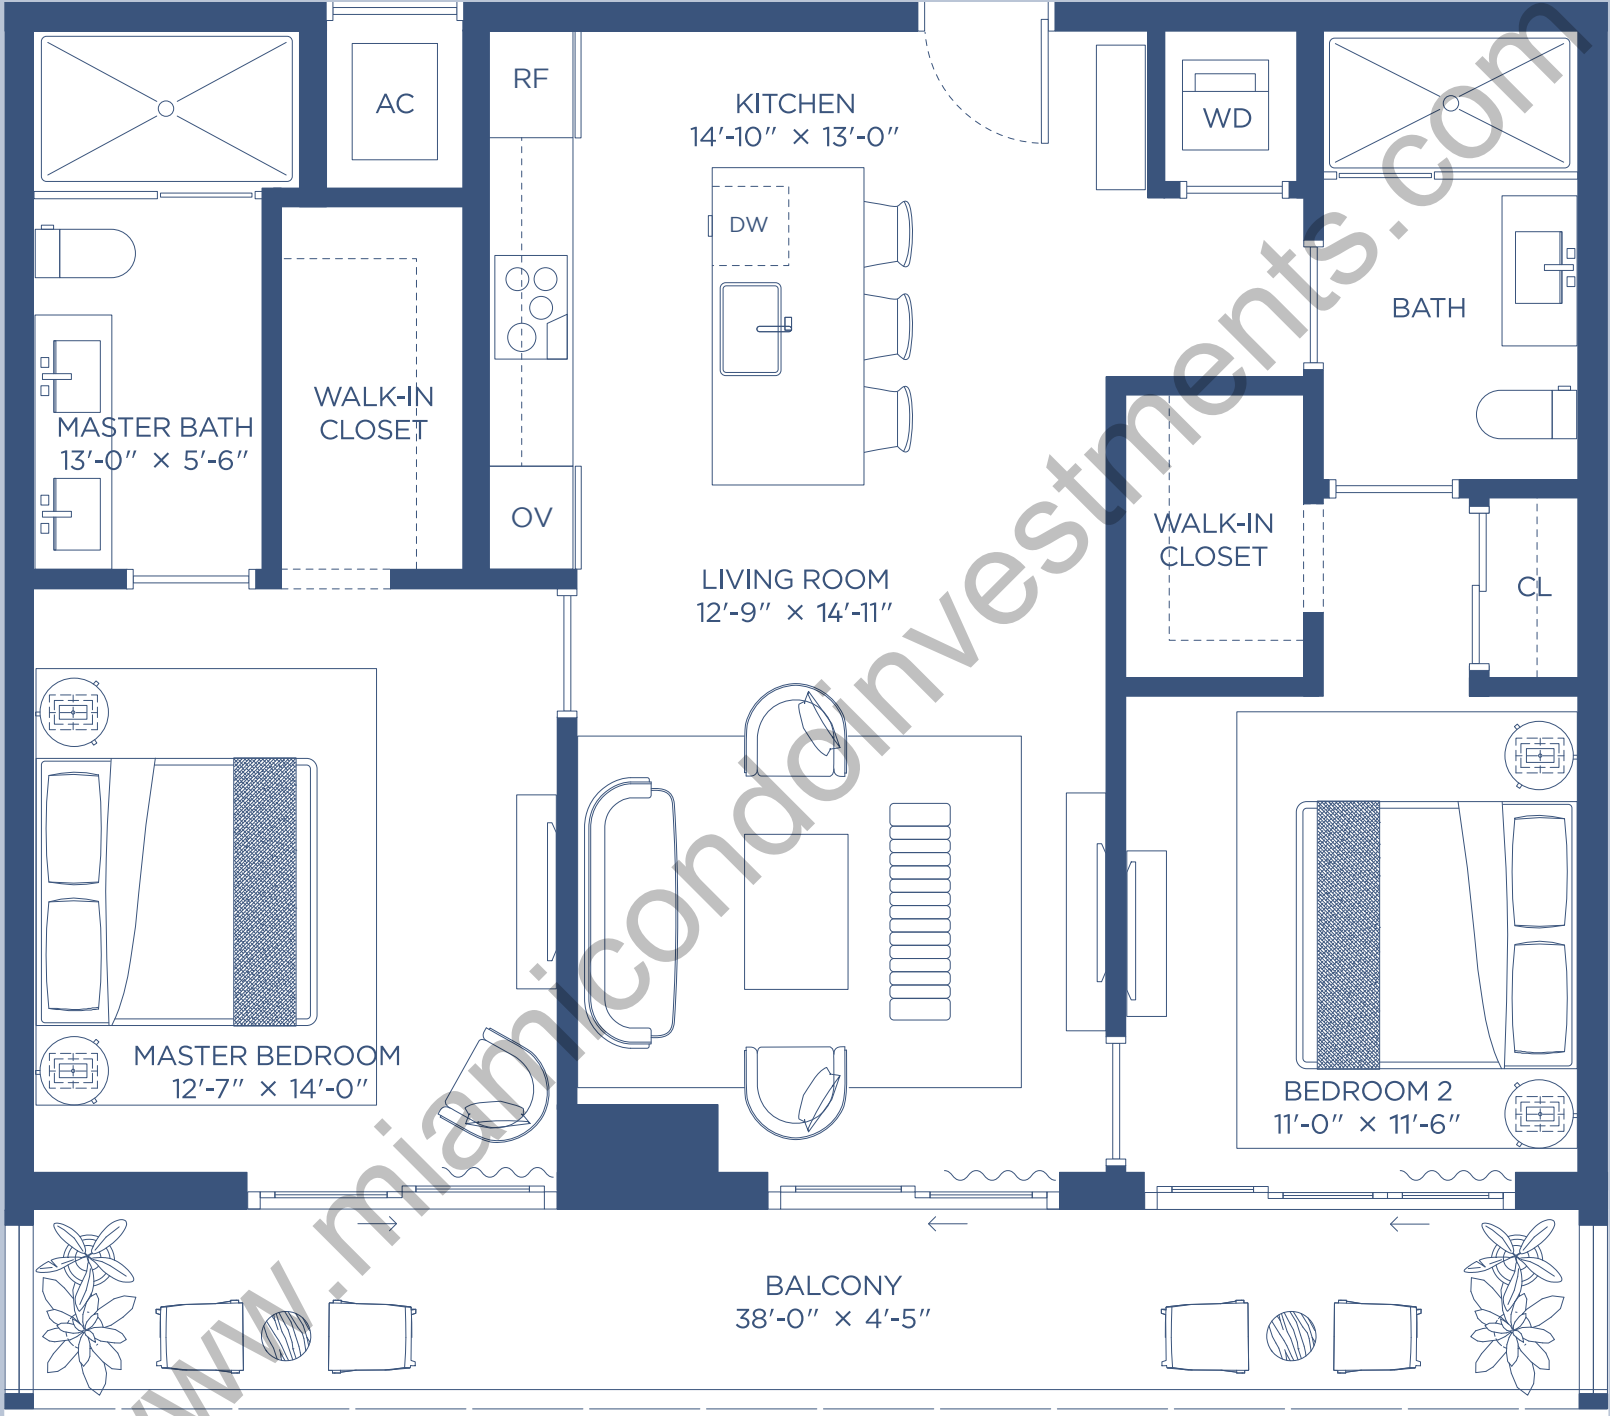 AC
RF
KITCHEN
14'-10" × 13'-0"
WD
DW
BATH
WALK-IN
CLOSET
MASTER BATH
13'-0" × 5'-6"
OV
WALK-IN
CLOSET
CL
LIVING ROOM
12'-9" × 14'-11"
MASTER BEDROOM
12'-7" × 14'-0"
BEDROOM 2
11'-0" × 11'-6"
BALCONY
38'-0" × 4'-5"
www.miamicondoinvestments.com